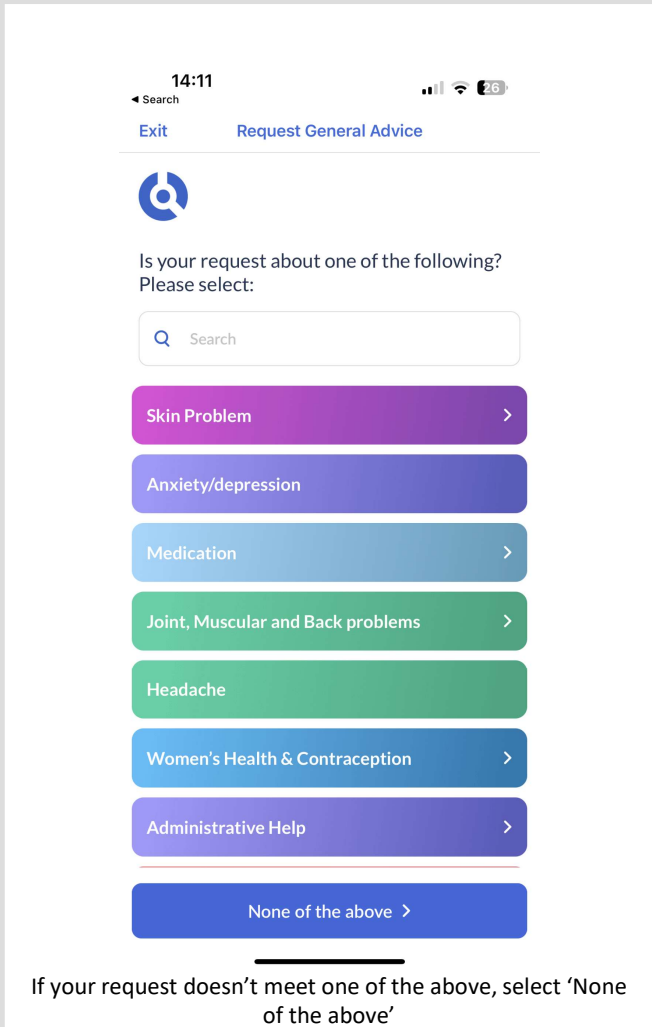 14:11
◀ Search
26
Exit
Request General Advice
Is your request about one of the following?
Please select:
Search
Skin Problem
Anxiety/depression
Medication
Joint, Muscular and Back problems
Headache
Women's Health & Contraception
Administrative Help
None of the above
If your request doesn't meet one of the above, select 'None
of the above'